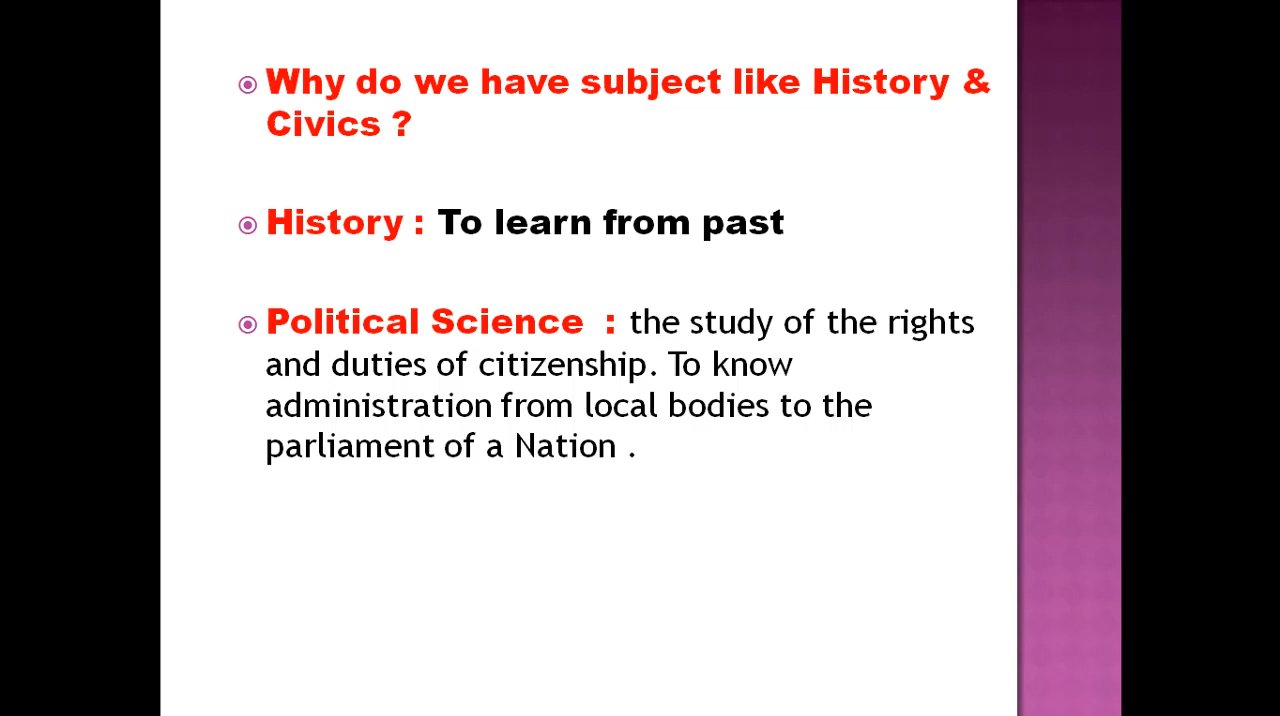 Why do we have subject like History &
Civics ?
History : To learn from past
Political Science : the study of the rights
and duties of citizenship. To know
administration from local bodies to the
parliament of a Nation .